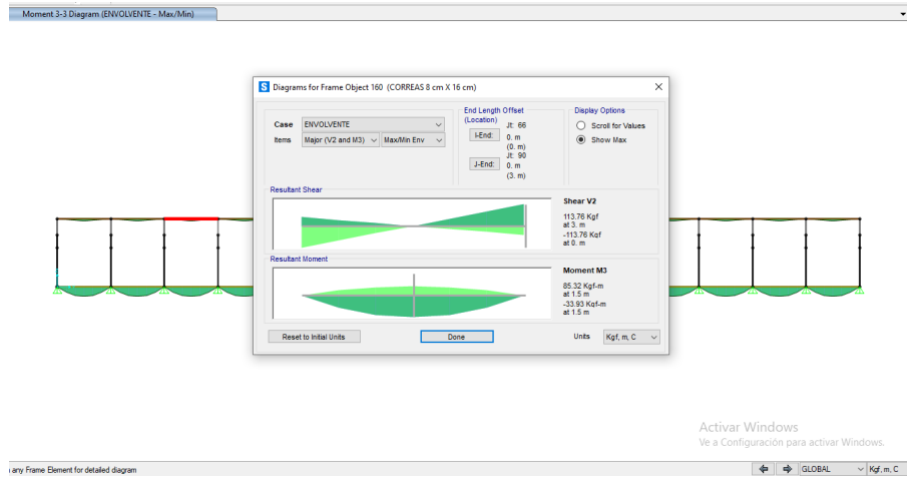 Moment 3-3 Diagram (ENVOLVENTE - Max/Min)
S Diagrams for Frame Object 160 (CORREAS 8 cm X 16 cm)
Case ENVOLVENTE
Items Major (V2 and M3) Max/Min Env
End Length Offset
(Location)
Jt: 66
I-End: 0. m
(0. m)
Jt: 90
J-End: 0. m
(3. m)
Display Options
Scroll for Values
Show Max
Resultant Shear
Shear V2
113.76 Kgf
at 3. m
-113.76 Kgf
at 0. m
Resultant Moment
Moment M3
85.32 Kgf-m
at 1.5 m
-33.93 Kgf-m
at 1.5 m
Reset to Initial Units
Done
Units Kgf, m, C
Activar Windows
Ve a Configuración para activar Windows.
any Frame Element for detailed diagram
GLOBAL
Kgf, m, C